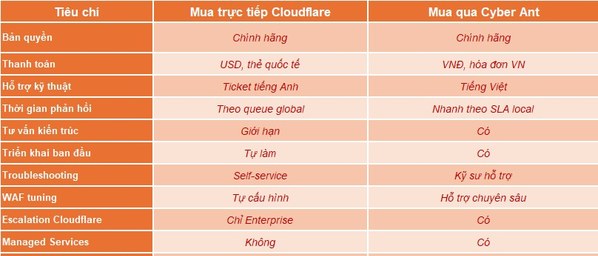 Tiêu chí Mua trực tiếp Cloudflare Mua qua Cyber Ant
Bản quyền Chính hãng Chính hãng
Thanh toán USD, thẻ quốc tế VNĐ, hóa đơn VN
Hỗ trợ kỹ thuật Ticket tiếng Anh Tiếng Việt
Thời gian phản hồi Theo queue global Nhanh theo SLA local
Tư vấn kiến trúc Giới hạn Có
Triển khai ban đầu Tự làm Có
Troubleshooting Self-service Kỹ sư hỗ trợ
WAF tuning Tự cấu hình Hỗ trợ chuyên sâu
Escalation Cloudflare Chỉ Enterprise Có
Managed Services Không Có